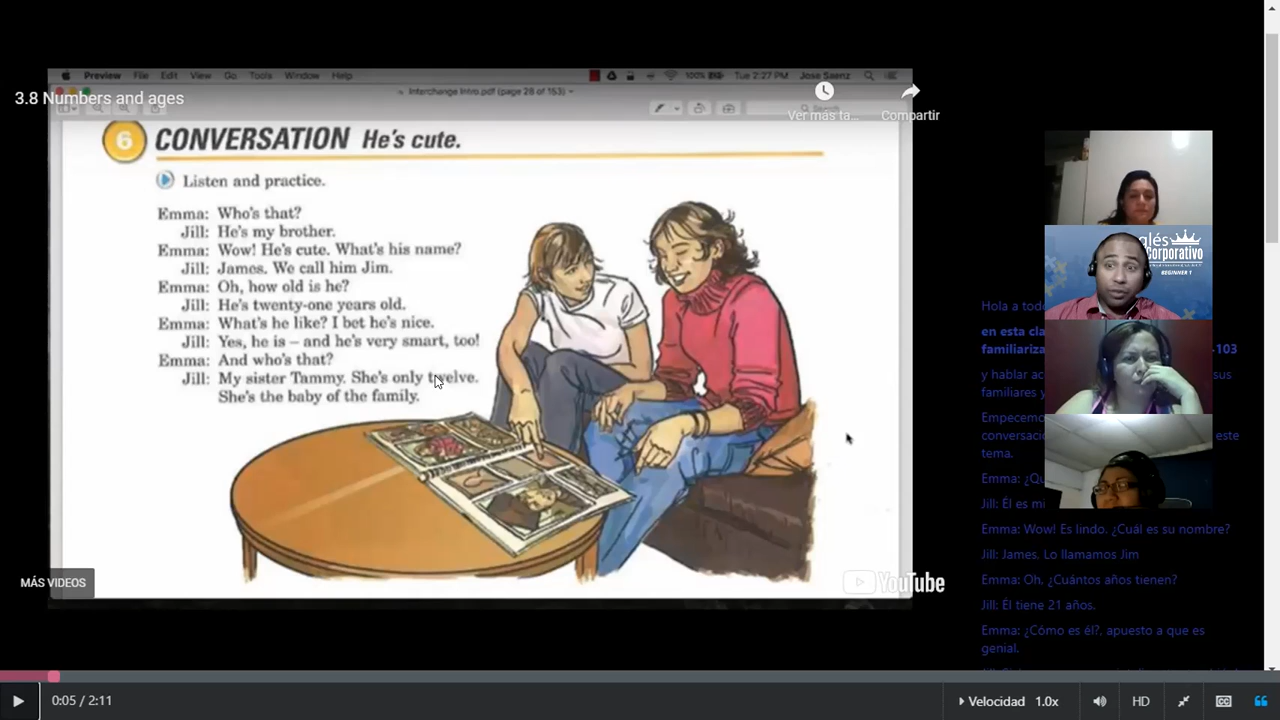 Preview File Edit View Go Tools Window Help
100% Tue 2:27 PM Jose Saenz
Interchange Intro.pdf (page 28 of 153)
3.8 Numbers and ages
Search
Ver más ta...
Compartir
6 CONVERSATION He's cute.
Listen and practice.
Emma: Who's that?
Jill: He's my brother.
Emma: Wow! He's cute. What's his name?
Jill: James. We call him Jim.
Emma: Oh, how old is he?
Jill: He's twenty-one years old.
Emma: What's he like? I bet he's nice.
Jill: Yes, he is – and he's very smart, too!
Emma: And who's that?
Jill: My sister Tammy. She's only twelve.
She's the baby of the family.
MÁS VIDEOS
YouTube
glés
Corporativo
BEGINNER 1
Hola a todo
en esta cla
familiariza -103
y hablar ac sus
familiares y
Empecemo
conversació este
tema.
Emma: ¿Qu
Jill: Él es mi
Emma: Wow! Es lindo. ¿Cuál es su nombre?
Jill: James. Lo llamamos Jim
Emma: Oh, ¿Cuántos años tienen?
Jill: Él tiene 21 años.
Emma: ¿Cómo es él?, apuesto a que es
genial.
0:05 / 2:11
Velocidad 1.0x
HD
CC